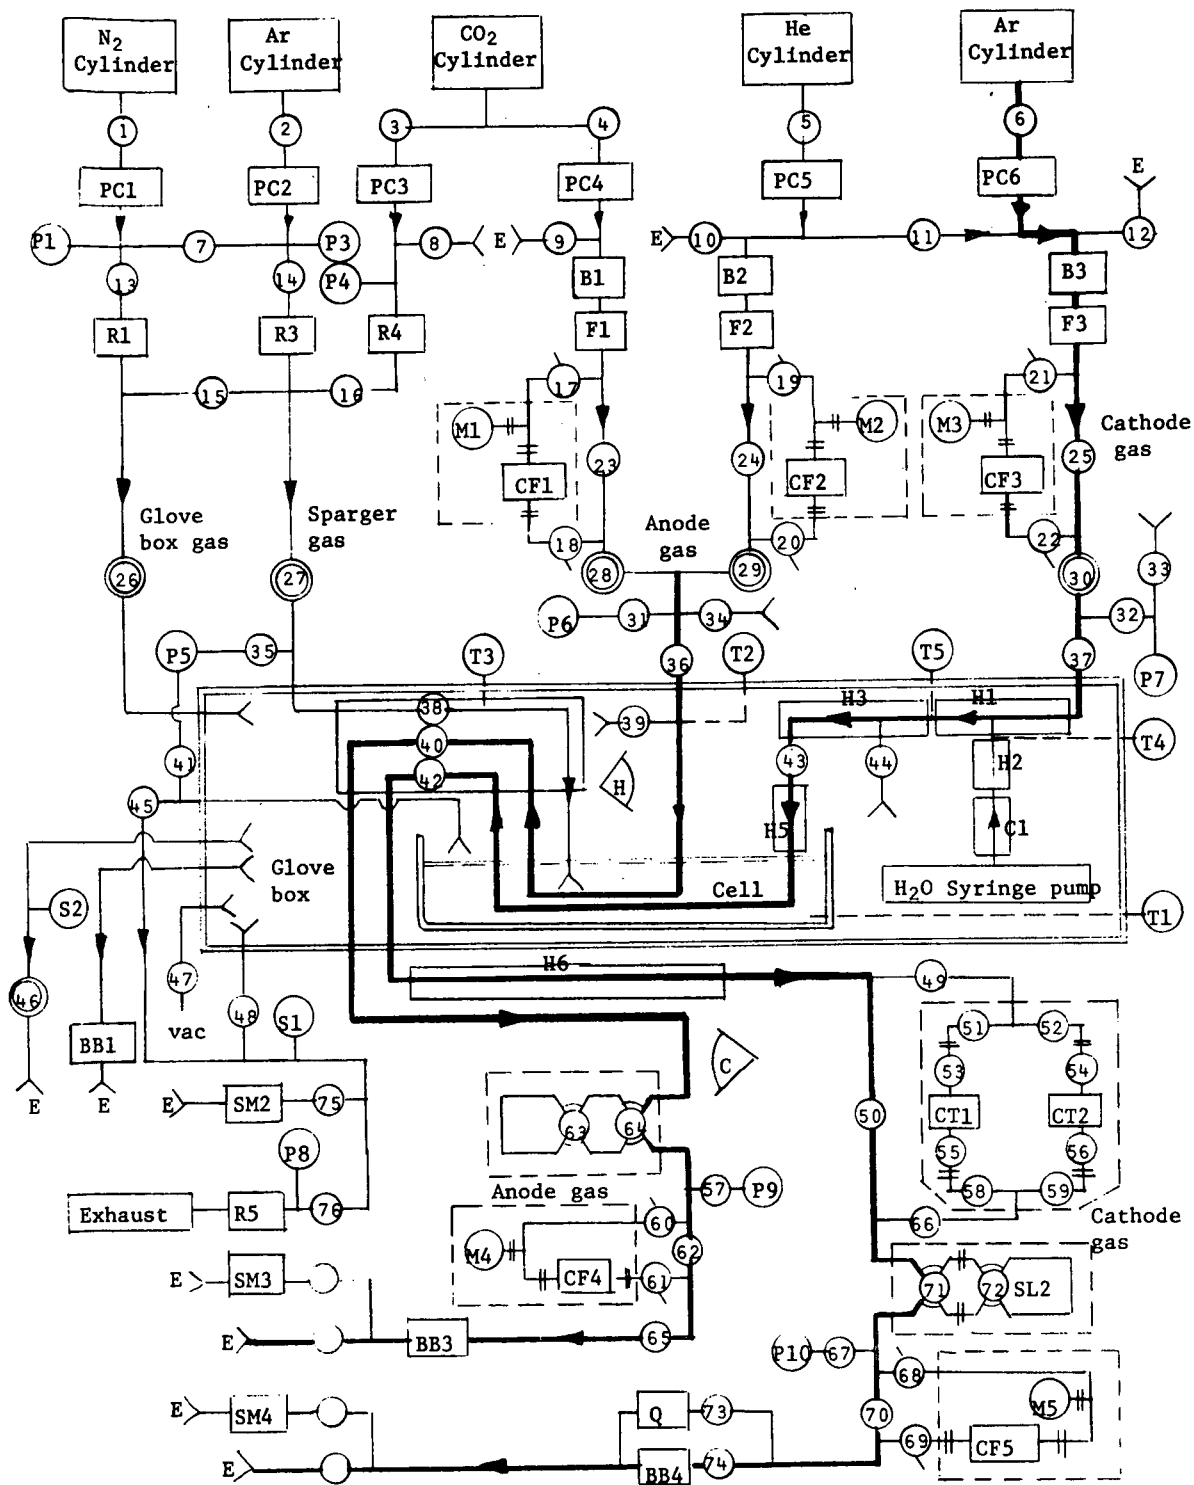 N2 Cylinder
Ar Cylinder
CO2 Cylinder
He Cylinder
Ar Cylinder
1
2
3
4
5
6
PC1
PC2
PC3
PC4
PC5
PC6
E
P1
7
P3
8
E
9
E
10
11
12
13
14
P4
B1
B2
B3
R1
R3
R4
F1
F2
F3
15
16
17
19
21
M1
M2
M3
Cathode gas
23
24
25
CF1
CF2
CF3
Glove box gas
Sparger gas
Anode gas
18
20
22
26
27
28
29
30
33
P6
31
34
32
P5
35
T3
36
T2
T5
37
P7
38
39
H3
H1
40
41
42
43
44
H2
T4
H
45
H5
C1
Glove box
Cell
H2O Syringe pump
S2
T1
46
47
H6
49
vac
48
S1
51
52
BB1
C
53
54
E
E
E
SM2
75
63
64
50
CT1
CT2
P8
55
56
Exhaust
R5
76
Anode gas
57
P9
58
59
Cathode gas
60
66
M4
62
E
SM3
CF4
61
71
72
SL2
E
BB3
65
P10
67
68
M5
E
SM4
Q
73
70
69
CF5
E
BB4
74